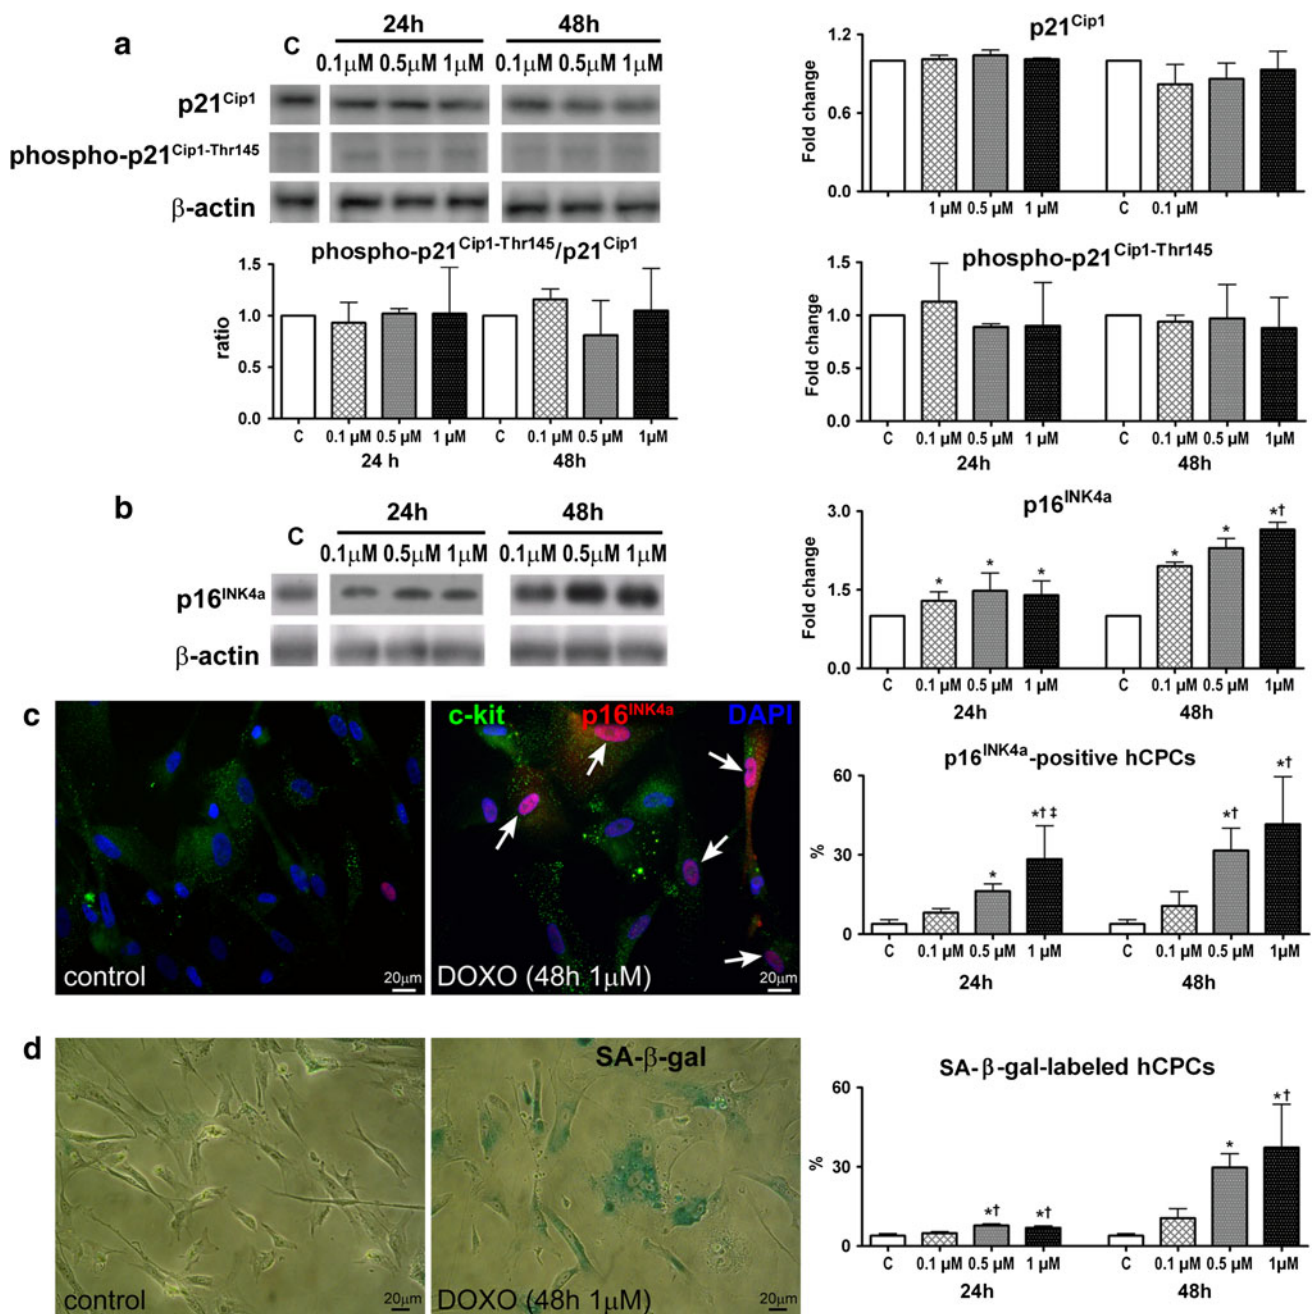 a
C
24h
48h
0.1μM 0.5μM 1μM
0.1μM 0.5μM 1μM
p21Cip1
phospho-p21Cip1-Thr145
β-actin
phospho-p21Cip1-Thr145/p21Cip1
ratio
1.5
1.0
0.5
0.0
C 0.1 μM 0.5 μM 1 μM C 0.1 μM 0.5 μM 1μM
24 h 48h
p21Cip1
Fold change
1.2
0.6
0.0
1 μM 0.5 μM 1 μM C 0.1 μM
phospho-p21Cip1-Thr145
Fold change
1.5
1.0
0.5
0.0
C 0.1 μM 0.5 μM 1 μM C 0.1 μM 0.5 μM 1μM
24h 48h
b
C
24h
48h
0.1μM 0.5μM 1μM
0.1μM 0.5μM 1μM
p16INK4a
β-actin
p16INK4a
Fold change
3.0
1.5
0.0
* * * * * *†
C 0.1 μM 0.5 μM 1 μM C 0.1 μM 0.5 μM 1μM
24h 48h
c
control
20μm
c-kit p16INK4a DAPI
DOXO (48h 1μM)
20μm
p16INK4a-positive hCPCs
%
60
30
0
* *†‡ *† *†
C 0.1 μM 0.5 μM 1 μM C 0.1 μM 0.5 μM 1μM
24h 48h
d
control
20μm
SA-β-gal
DOXO (48h 1μM)
20μm
SA-β-gal-labeled hCPCs
%
60
30
0
*† *† * *†
C 0.1 μM 0.5 μM 1 μM C 0.1 μM 0.5 μM 1μM
24h 48h